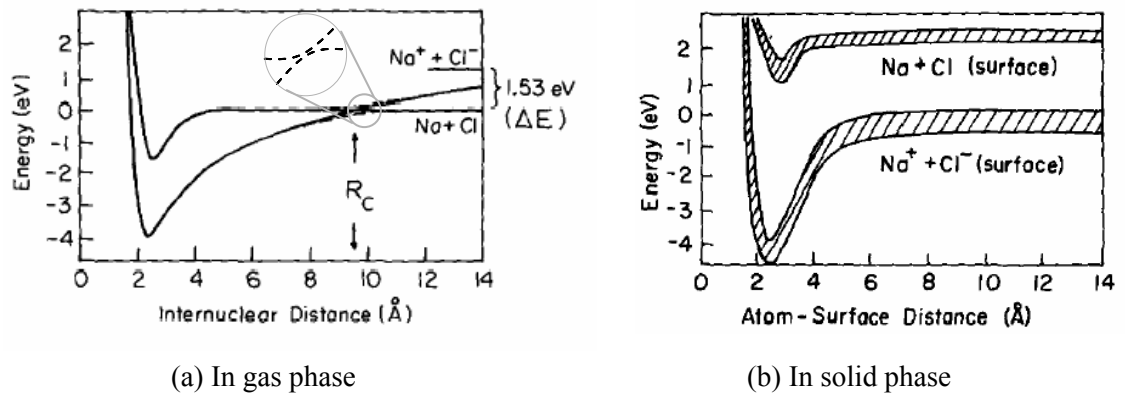 Energy (eV)
2
1
0
-1
-2
-3
-4
Na⁺ + Cl⁻
1.53 eV
(ΔE)
Na+Cl
R_C
0 2 4 6 8 10 12 14
Internuclear Distance (Å)
(a) In gas phase
Energy (eV)
2
1
0
-1
-2
-3
-4
Na + Cl (surface)
Na⁺ + Cl⁻ (surface)
0 2 4 6 8 10 12 14
Atom-Surface Distance (Å)
(b) In solid phase